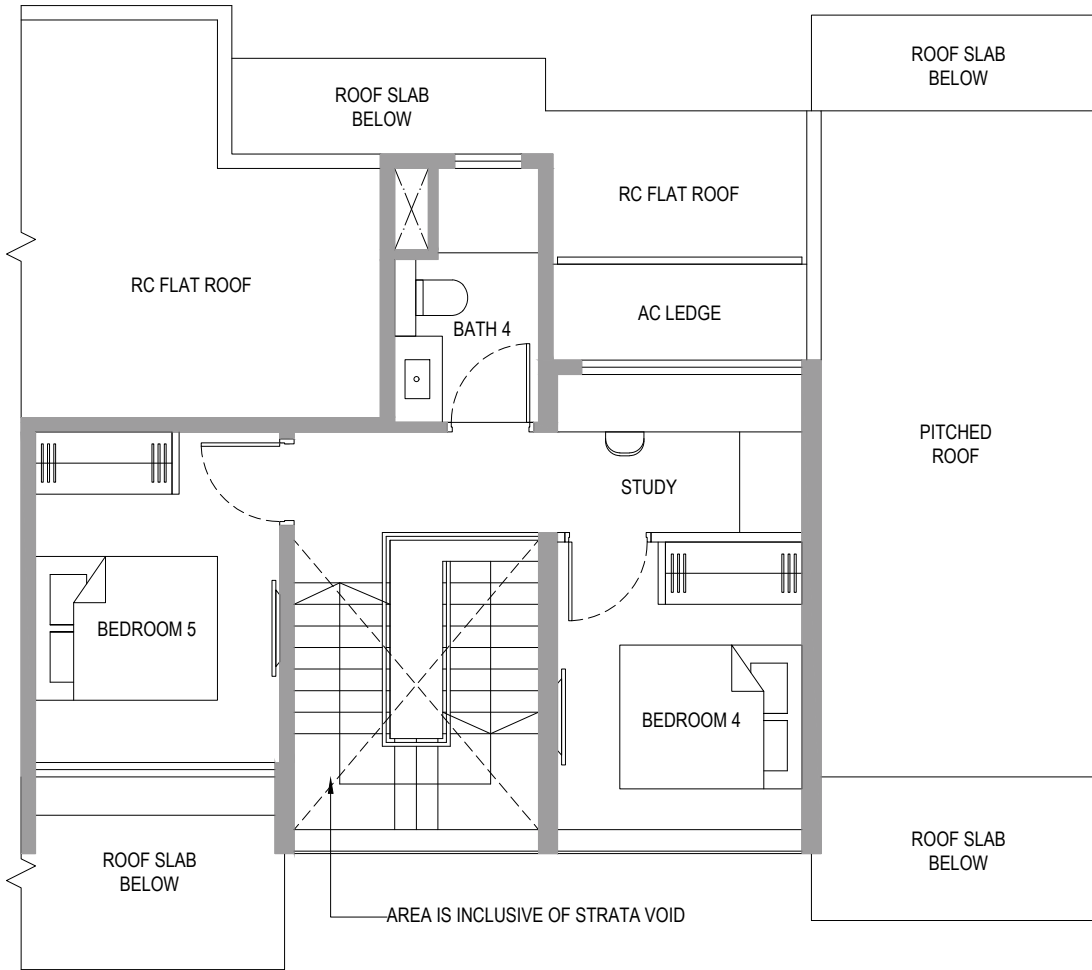 ROOF SLAB
BELOW
ROOF SLAB
BELOW
RC FLAT ROOF
RC FLAT ROOF
AC LEDGE
BATH 4
PITCHED
ROOF
STUDY
BEDROOM 5
BEDROOM 4
ROOF SLAB
BELOW
ROOF SLAB
BELOW
AREA IS INCLUSIVE OF STRATA VOID